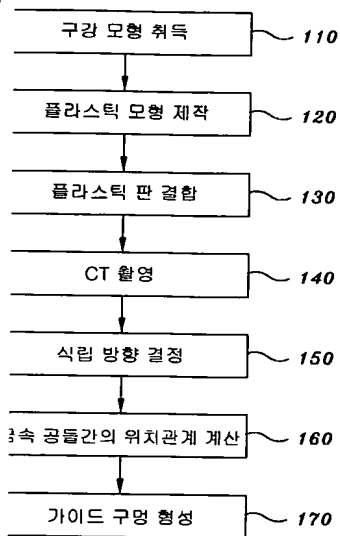 구강 모형 취득 110
플라스틱 모형 제작 120
플라스틱 판 결합 130
CT 촬영 140
식립 방향 결정 150
공들간의 위치관계 계산 160
가이드 구멍 형성 170